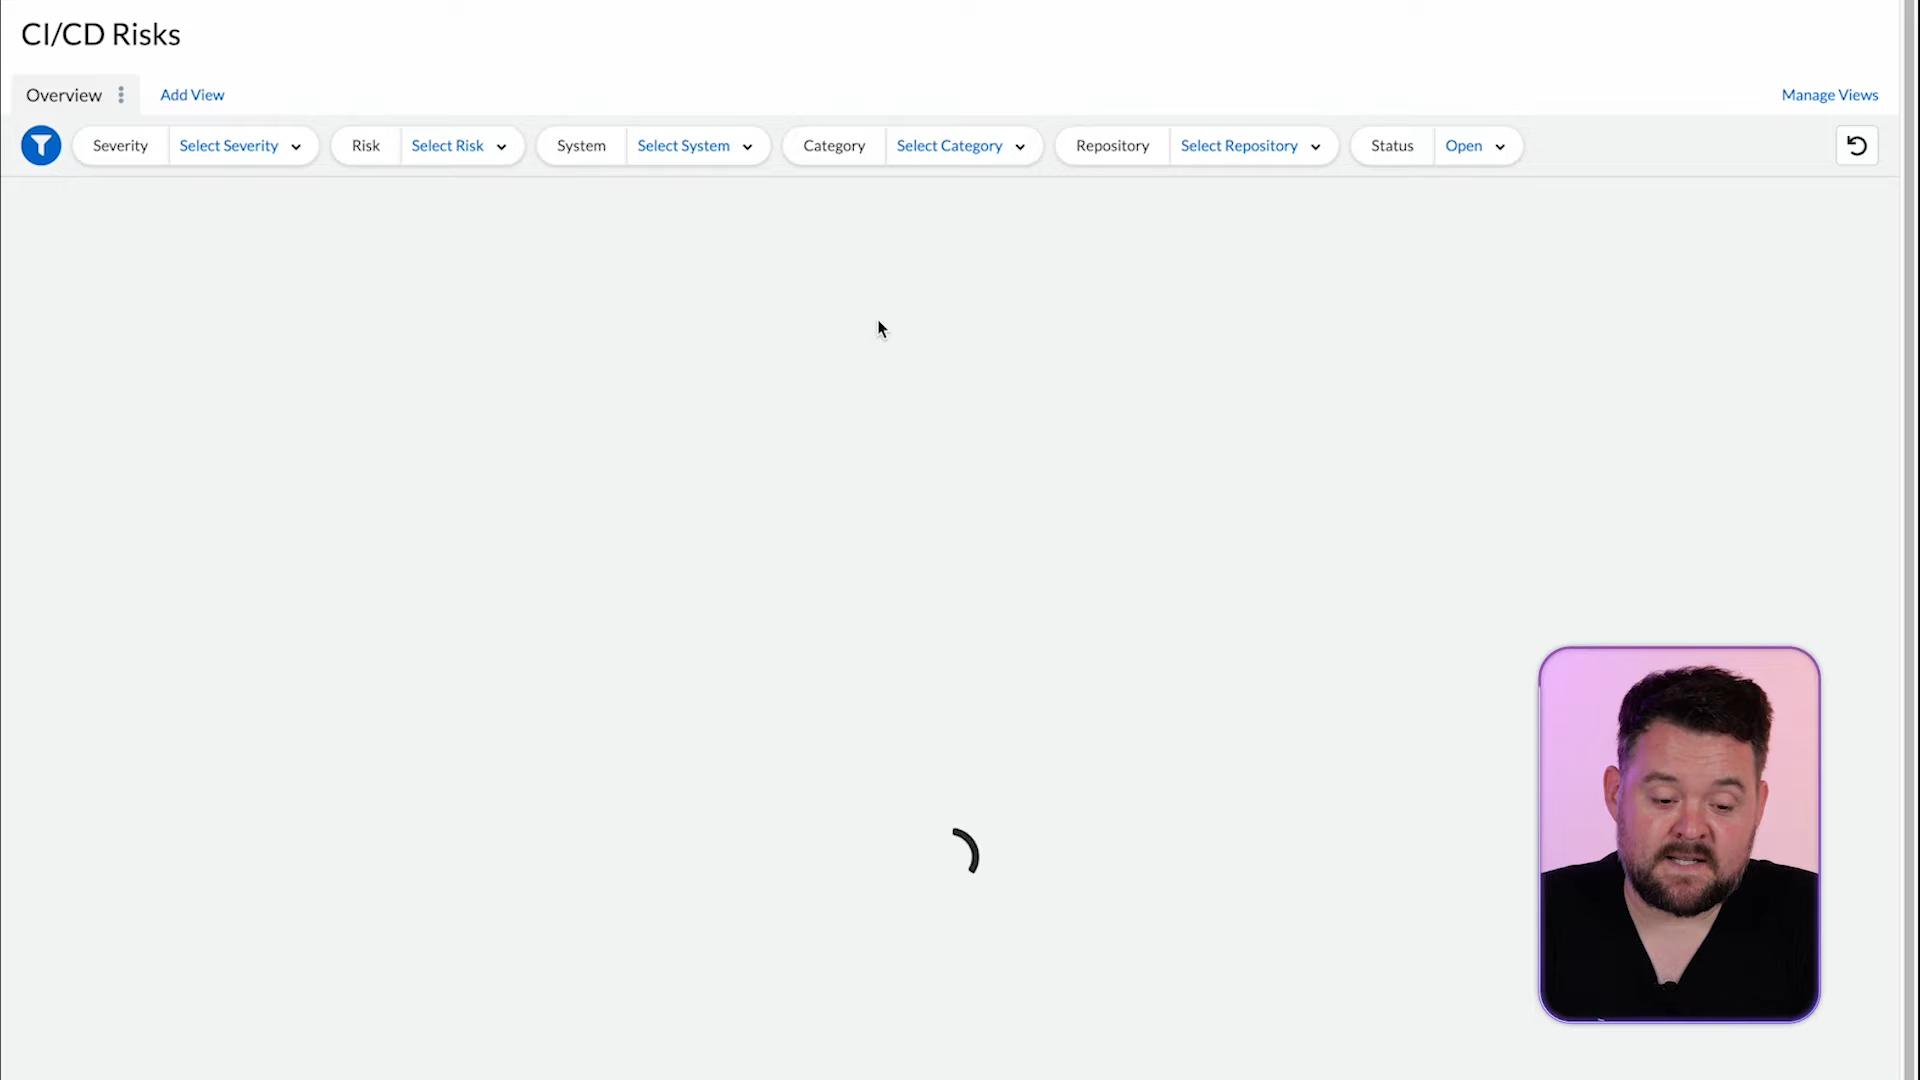 CI/CD Risks
Overview Add View Manage Views
Severity Select Severity Risk Select Risk System Select System Category Select Category Repository Select Repository Status Open